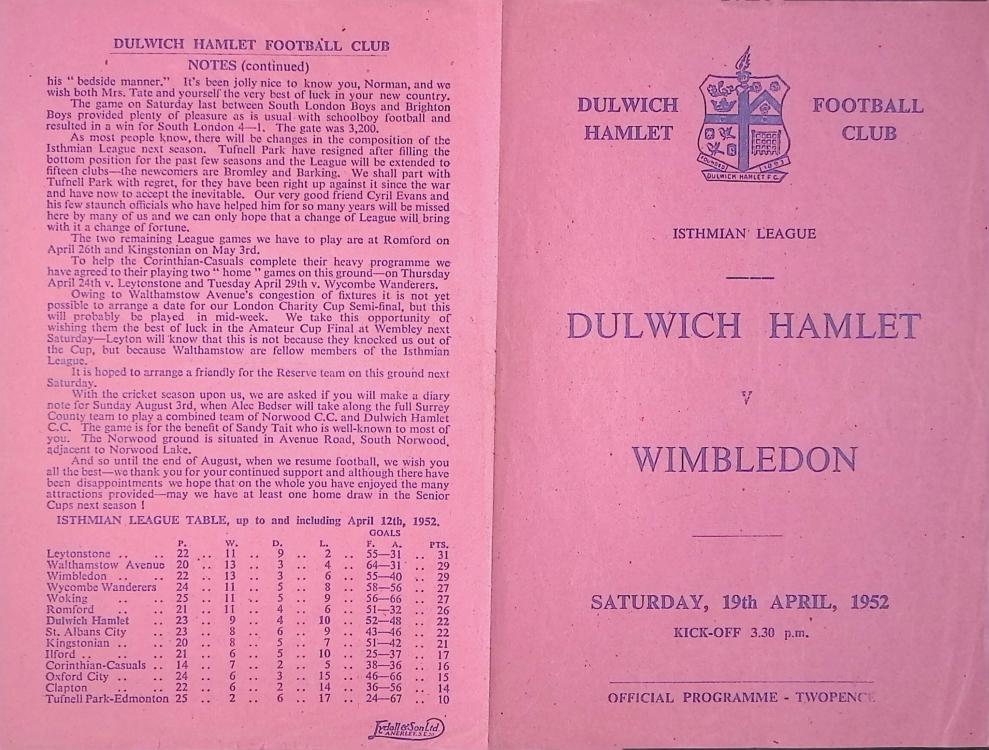 DULWICH HAMLET FOOTBALL CLUB
NOTES (continued)
his " bedside manner." It's been jolly nice to know you, Norman, and we
wish both Mrs. Tate and yourself the very best of luck in your new country.
The game on Saturday last between South London Boys and Brighton
Boys provided plenty of pleasure as is usual with schoolboy football and
resulted in a win for South London 4—1. The gate was 3,200.
As most people know, there will be changes in the composition of the
Isthmian League next season. Tufnell Park have resigned after filling the
bottom position for the past few seasons and the League will be extended to
fifteen clubs—the newcomers are Bromley and Barking. We shall part with
Tufnell Park with regret, for they have been right up against it since the war
and have now to accept the inevitable. Our very good friend Cyril Evans and
his few staunch officials who have helped him for so many years will be missed
here by many of us and we can only hope that a change of League will bring
with it a change of fortune.
The two remaining League games we have to play are at Romford on
April 26th and Kingstonian on May 3rd.
To help the Corinthian-Casuals complete their heavy programme we
have agreed to their playing two " home " games on this ground—on Thursday
April 24th v. Leytonstone and Tuesday April 29th v. Wycombe Wanderers.
Owing to Walthamstow Avenue's congestion of fixtures it is not yet
possible to arrange a date for our London Charity Cup Semi-final, but this
will probably be played in mid-week. We take this opportunity of
wishing them the best of luck in the Amateur Cup Final at Wembley next
Saturday—Leyton will know that this is not because they knocked us out of
the Cup, but because Walthamstow are fellow members of the Isthmian
League.
It is hoped to arrange a friendly for the Reserve team on this ground next
Saturday.
With the cricket season upon us, we are asked if you will make a diary
note for Sunday August 3rd, when Alec Bedser will take along the full Surrey
County team to play a combined team of Norwood C.C. and Dulwich Hamlet
C.C. The game is for the benefit of Sandy Tait who is well-known to most of
you. The Norwood ground is situated in Avenue Road, South Norwood,
adjacent to Norwood Lake.
And so until the end of August, when we resume football, we wish you
all the best—we thank you for your continued support and although there have
been disappointments we hope that on the whole you have enjoyed the many
attractions provided—may we have at least one home draw in the Senior
Cups next season !
ISTHMIAN LEAGUE TABLE, up to and including April 12th, 1952.
GOALS
P. W. D. L. F. A. PTS.
Leytonstone .. .. 22 .. 11 .. 9 .. 2 .. 55—31 .. 31
Walthamstow Avenue 20 .. 13 .. 3 .. 4 .. 64—31 .. 29
Wimbledon .. .. 22 .. 13 .. 3 .. 6 .. 55—40 .. 29
Wycombe Wanderers 24 .. 11 .. 5 .. 8 .. 58—56 .. 27
Woking .. .. 25 .. 11 .. 5 .. 9 .. 56—66 .. 27
Romford .. .. 21 .. 11 .. 4 .. 6 .. 51—32 .. 26
Dulwich Hamlet .. 23 .. 9 .. 4 .. 10 .. 52—48 .. 22
St. Albans City .. 23 .. 8 .. 6 .. 9 .. 43—46 .. 22
Kingstonian .. .. 20 .. 8 .. 5 .. 7 .. 51—42 .. 21
Ilford .. .. 21 .. 6 .. 5 .. 10 .. 25—37 .. 17
Corinthian-Casuals .. 14 .. 7 .. 2 .. 5 .. 38—36 .. 16
Oxford City .. .. 24 .. 6 .. 3 .. 15 .. 46—66 .. 15
Clapton .. .. 22 .. 6 .. 2 .. 14 .. 36—56 .. 14
Tufnell Park-Edmonton 25 .. 2 .. 6 .. 17 .. 24—67 .. 10
Lydall & Son Ltd.
ANERLEY, S.E.20
DULWICH HAMLET
FOOTBALL CLUB
FOUNDED 1893
DULWICH HAMLET F.C.
ISTHMIAN LEAGUE
DULWICH HAMLET
v
WIMBLEDON
SATURDAY, 19th APRIL, 1952
KICK-OFF 3.30 p.m.
OFFICIAL PROGRAMME - TWOPENCE